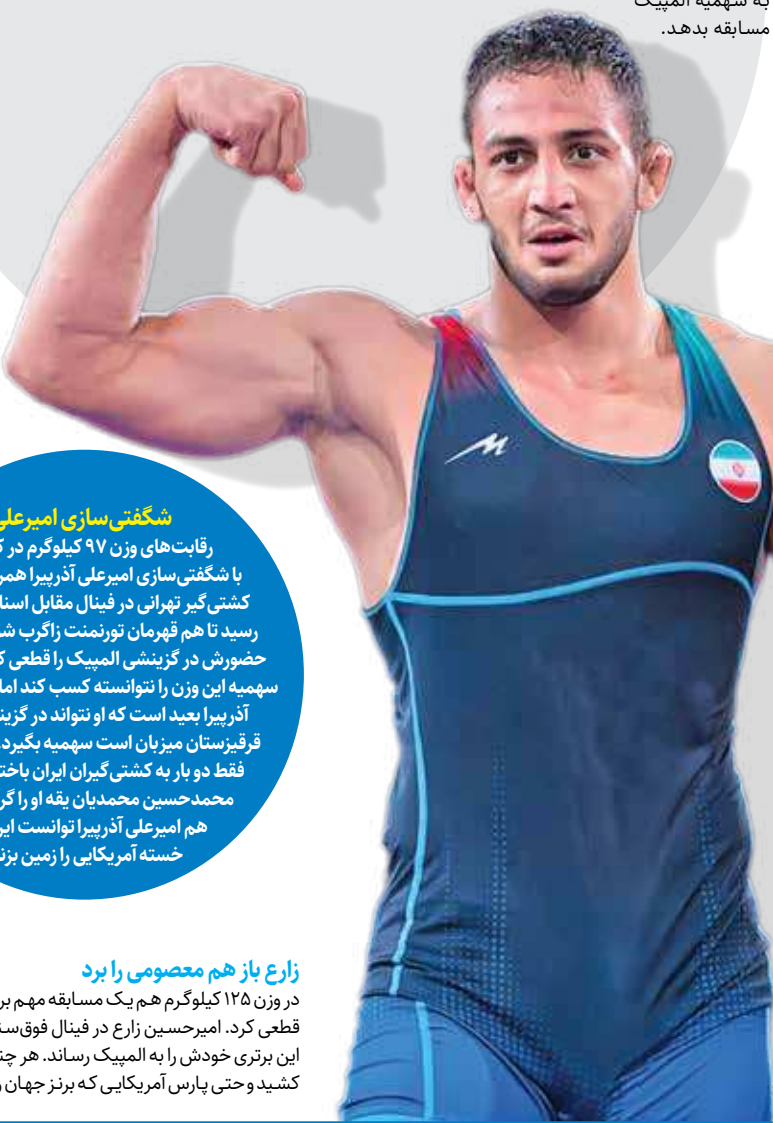 به سهمیه المپیک
مسابقه بدهد.
شگفتی‌سازی امیرعلی
رقابت‌های وزن ۹۷ کیلوگرم در
با شگفتی‌سازی امیرعلی آذرپیرا
کشتی‌گیر تهرانی در فینال مقابل
رسید تا هم قهرمان تورنمنت زاگرب
حضورش در گزینشی المپیک را قطعی
سهمیه این وزن را نتوانسته کسب کند اما
آذرپیرا بعید است که او نتواند در
قرقیزستان میزبان است سهمیه بگیرد.
فقط دو بار به کشتی‌گیران ایران
محمدحسین محمدیان یقه او را
هم امیرعلی آذرپیرا توانست
خسته آمریکایی را زمین
زارع باز هم معصومی را برد
در وزن ۱۲۵ کیلوگرم هم یک مسابقه مهم
قطعی کرد. امیرحسین زارع در فینال
این برتری خودش را به المپیک رساند. هر
کشید و حتی پارس آمریکایی که برنز جهان